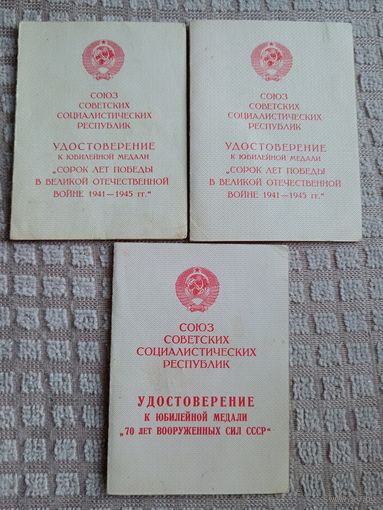 СОЮЗ
СОВЕТСКИХ
СОЦИАЛИСТИЧЕСКИХ
РЕСПУБЛИК
УДОСТОВЕРЕНИЕ
К ЮБИЛЕЙНОЙ МЕДАЛИ
„СОРОК ЛЕТ ПОБЕДЫ
В ВЕЛИКОЙ ОТЕЧЕСТВЕННОЙ
ВОЙНЕ 1941—1945 гг.“
СОЮЗ
СОВЕТСКИХ
СОЦИАЛИСТИЧЕСКИХ
РЕСПУБЛИК
УДОСТОВЕРЕНИЕ
К ЮБИЛЕЙНОЙ МЕДАЛИ
„СОРОК ЛЕТ ПОБЕДЫ
В ВЕЛИКОЙ ОТЕЧЕСТВЕННОЙ
ВОЙНЕ 1941—1945 гг.“
СОЮЗ
СОВЕТСКИХ
СОЦИАЛИСТИЧЕСКИХ
РЕСПУБЛИК
УДОСТОВЕРЕНИЕ
К ЮБИЛЕЙНОЙ МЕДАЛИ
„70 ЛЕТ ВООРУЖЕННЫХ СИЛ СССР“